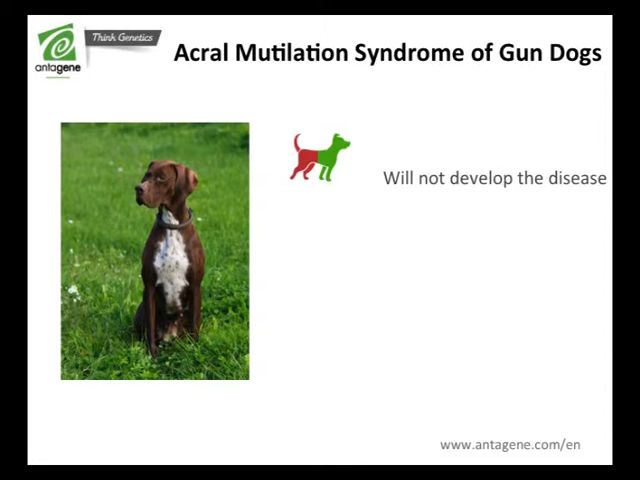 Think Genetics
antagene
Acral Mutilation Syndrome of Gun Dogs
Will not develop the disease
www.antagene.com/en